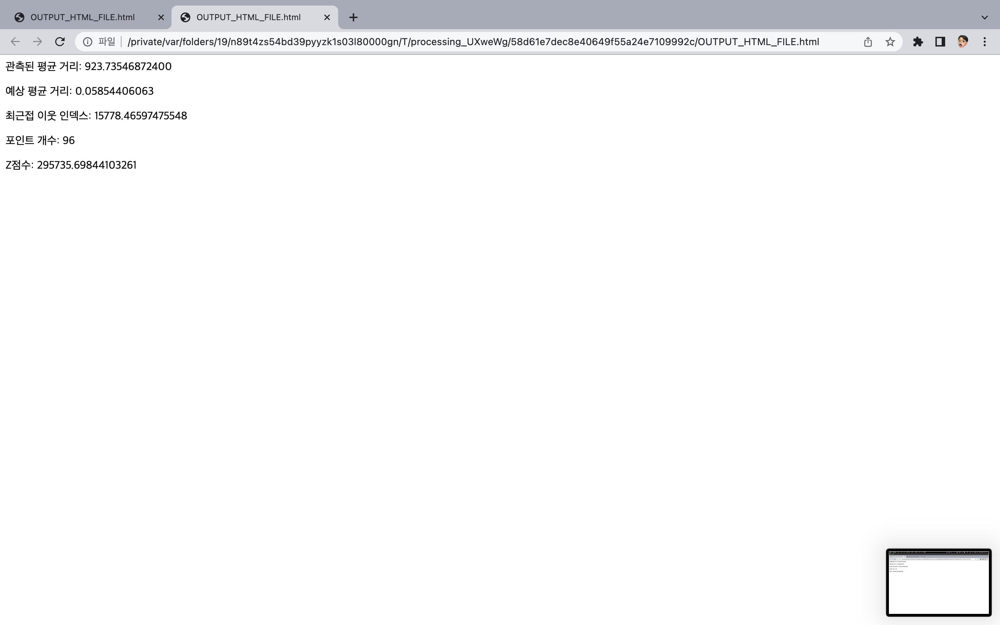 OUTPUT_HTML_FILE.html
OUTPUT_HTML_FILE.html
파일
/private/var/folders/19/n89t4zs54bd39pyyzk1s03l80000gn/T/processing_UXweWg/58d61e7dec8e40649f55a24e7109992c/OUTPUT_HTML_FILE.html
관측된 평균 거리: 923.73546872400
예상 평균 거리: 0.05854406063
최근접 이웃 인덱스: 15778.46597475548
포인트 개수: 96
Z점수: 295735.69844103261